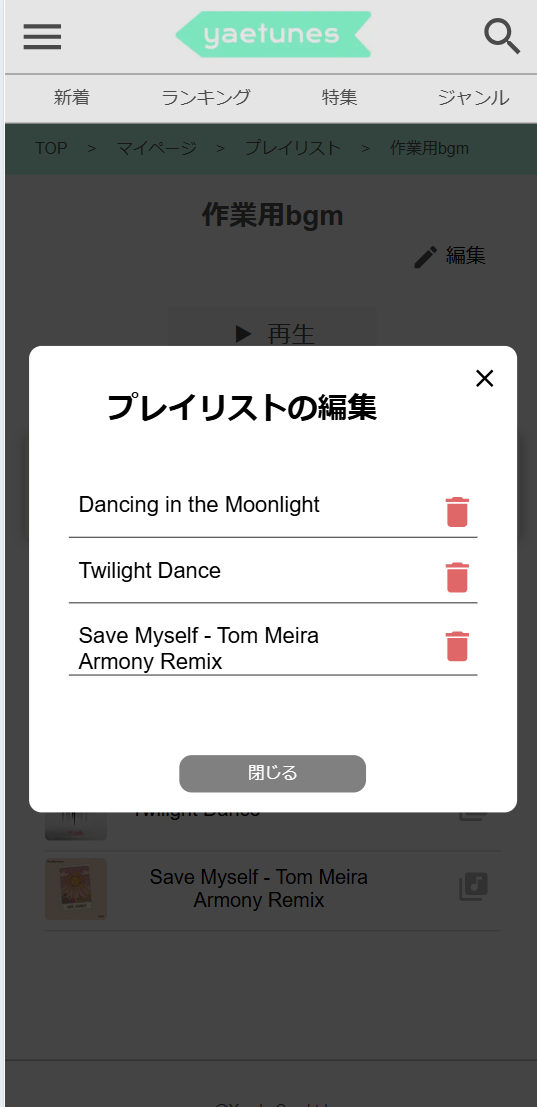 yaetunes
新着 ランキング 特集 ジャンル
TOP > マイページ > プレイリスト > 作業用bgm
作業用bgm
編集
再生
プレイリストの編集
Dancing in the Moonlight
Twilight Dance
Save Myself - Tom Meira
Armony Remix
閉じる
Twilight Dance
Save Myself - Tom Meira
Armony Remix